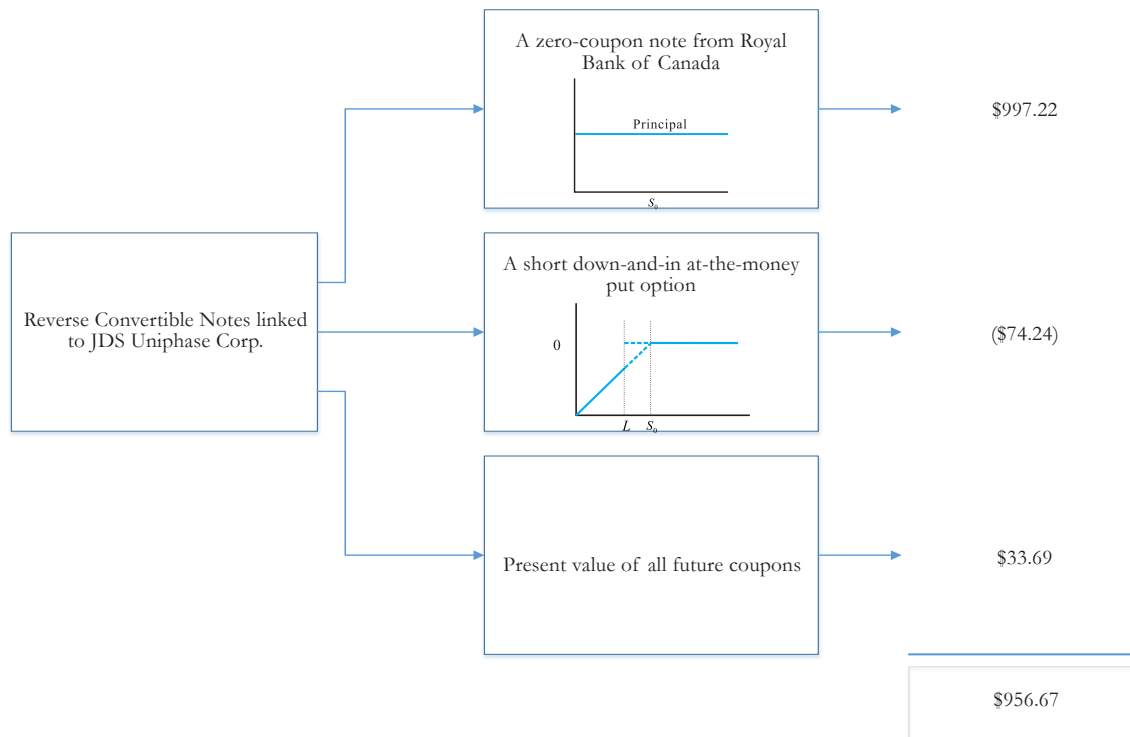 A zero-coupon note from Royal
Bank of Canada
Principal
S₀
$997.22
Reverse Convertible Notes linked
to JDS Uniphase Corp.
A short down-and-in at-the-money
put option
0
L S₀
($74.24)
Present value of all future coupons
$33.69
$956.67